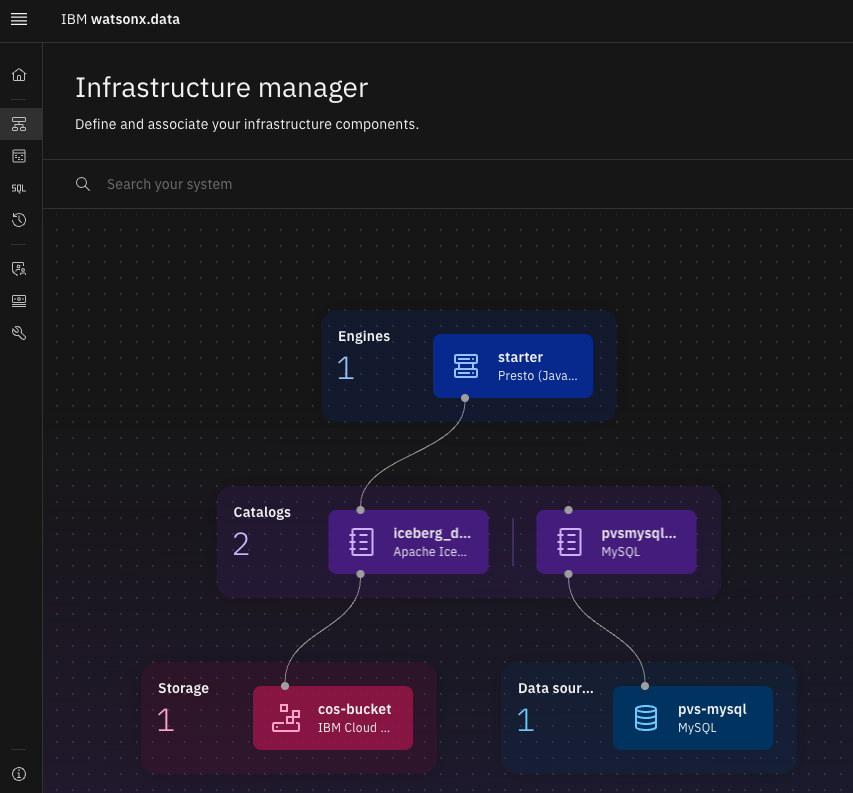 IBM watsonx.data
Infrastructure manager
Define and associate your infrastructure components.
SQL
Search your system
Engines
1
starter
Presto (Java...
Catalogs
2
iceberg_d...
Apache Ice...
pvsmysql...
MySQL
Storage
1
cos-bucket
IBM Cloud ...
Data sour...
1
pvs-mysql
MySQL